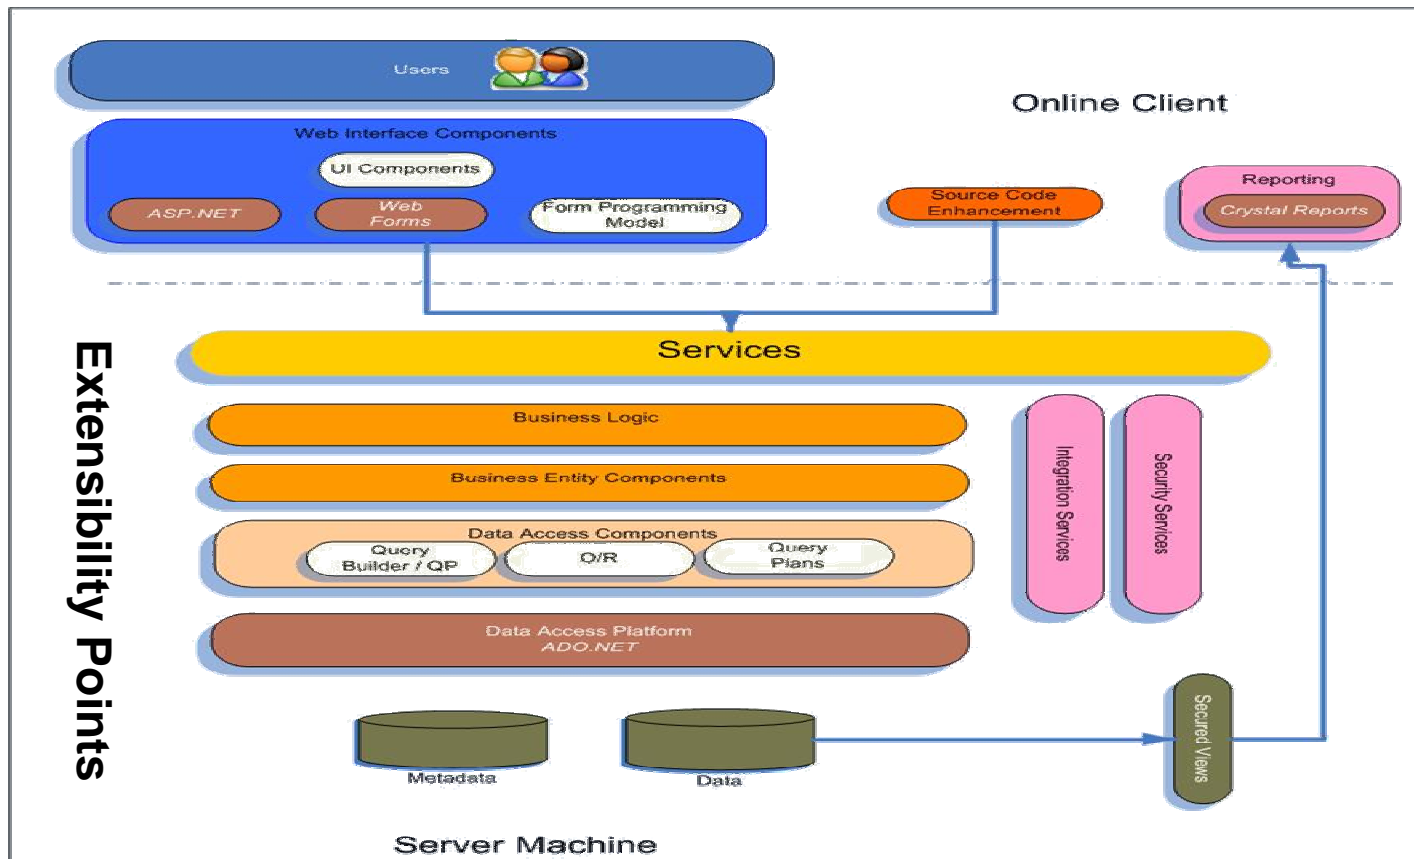 Users
Online Client
Web Interface Components
UI Components
ASP.NET
Web
Forms
Form Programming
Model
Source Code
Enhancement
Reporting
Crystal Reports
Extensibility Points
Services
Business Logic
Business Entity Components
Data Access Components
Query
Builder / QP
O/R
Query
Plans
Data Access Platform
ADO.NET
Integration Services
Security Services
Metadata
Data
Secured Views
Server Machine